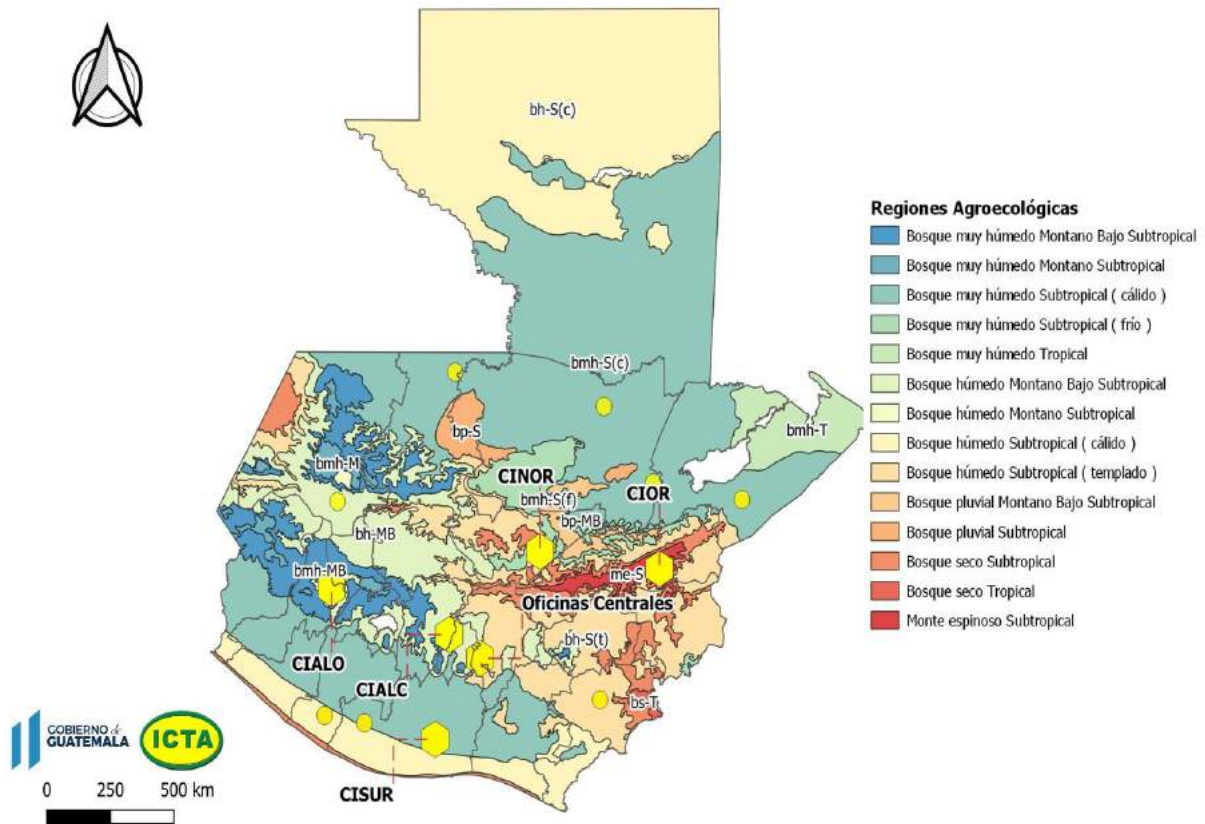 bh-S(c)
Regiones Agroecológicas
Bosque muy húmedo Montano Bajo Subtropical
Bosque muy húmedo Montano Subtropical
Bosque muy húmedo Subtropical ( cálido )
Bosque muy húmedo Subtropical ( frío )
Bosque muy húmedo Tropical
Bosque húmedo Montano Bajo Subtropical
Bosque húmedo Montano Subtropical
Bosque húmedo Subtropical ( cálido )
Bosque húmedo Subtropical ( templado )
Bosque pluvial Montano Bajo Subtropical
Bosque pluvial Subtropical
Bosque seco Subtropical
Bosque seco Tropical
Monte espinoso Subtropical
bmh-S(c)
bp-S
bmh-T
bmh-M
CINOR
CIOR
bmh-S(f)
bp-MB
bh-MB
bmh-MB
me-S
Oficinas Centrales
bh-S(t)
CIALO
CIALC
bs-T
CISUR
GOBIERNO de
GUATEMALA
ICTA
0 250 500 km